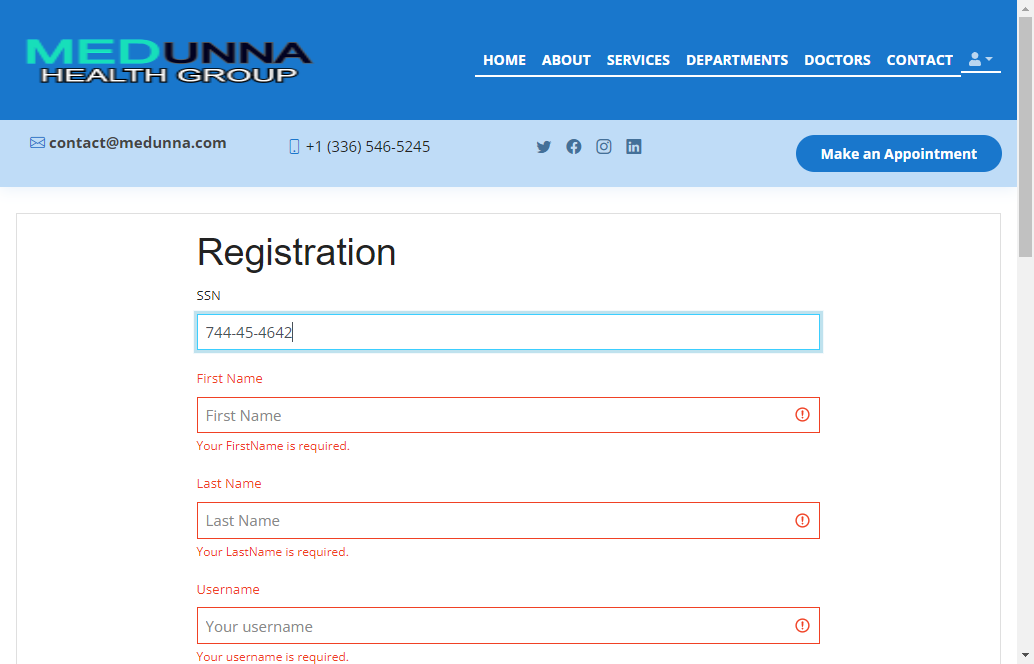 MEDUNNA
HEALTH GROUP
HOME ABOUT SERVICES DEPARTMENTS DOCTORS CONTACT
contact@medunna.com +1 (336) 546-5245 Make an Appointment
Registration
SSN
744-45-4642
First Name
First Name
Your FirstName is required.
Last Name
Last Name
Your LastName is required.
Username
Your username
Your username is required.